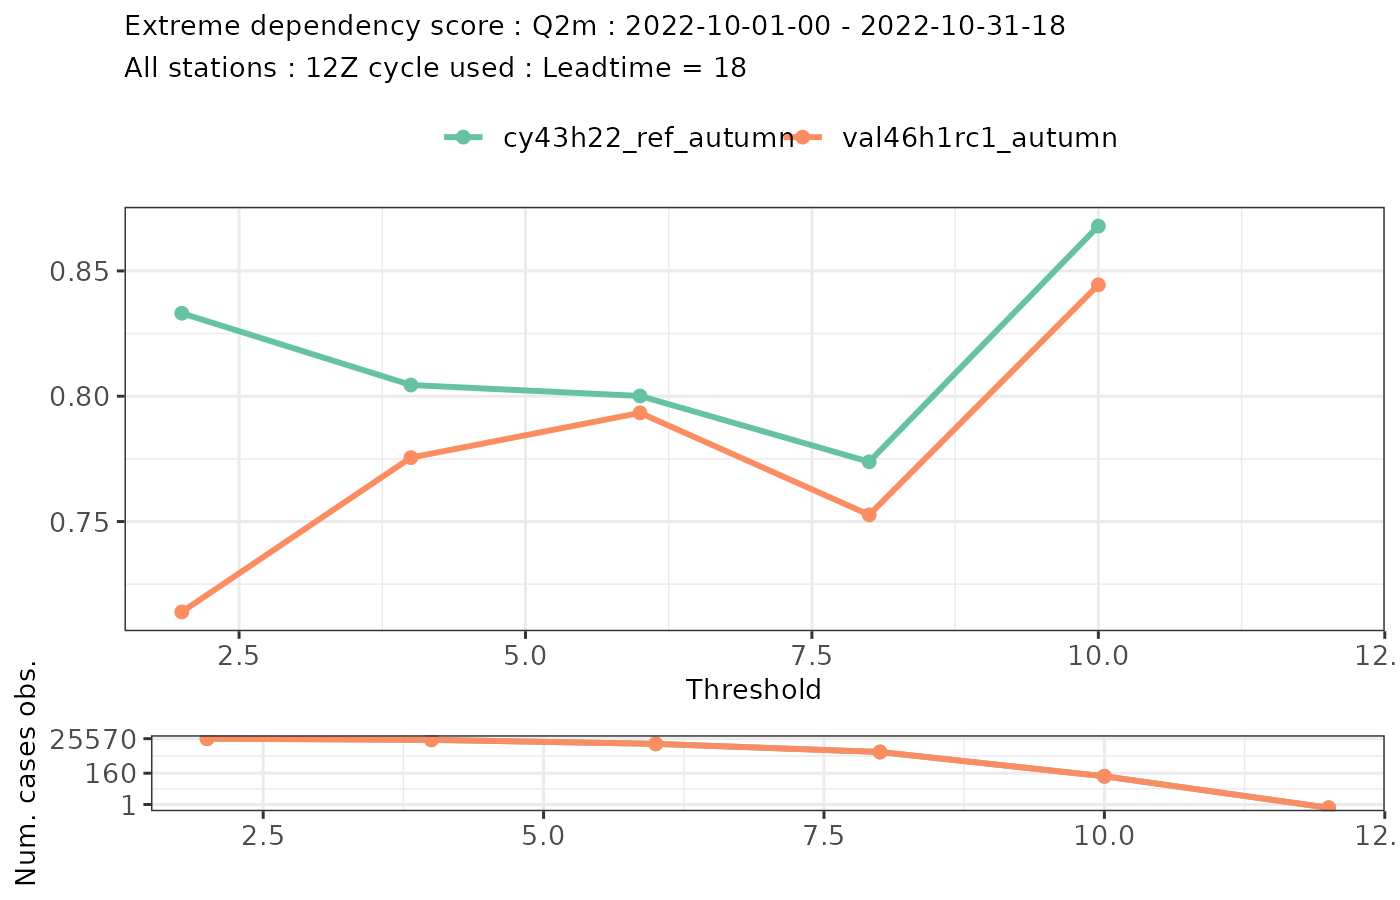 Extreme dependency score : Q2m : 2022-10-01-00 - 2022-10-31-18
All stations : 12Z cycle used : Leadtime = 18
cy43h22_ref_autumn val46h1rc1_autumn
0.85
0.80
0.75
2.5 5.0 7.5 10.0 12.
Threshold
Num. cases obs.
25570
160
1
2.5 5.0 7.5 10.0 12.